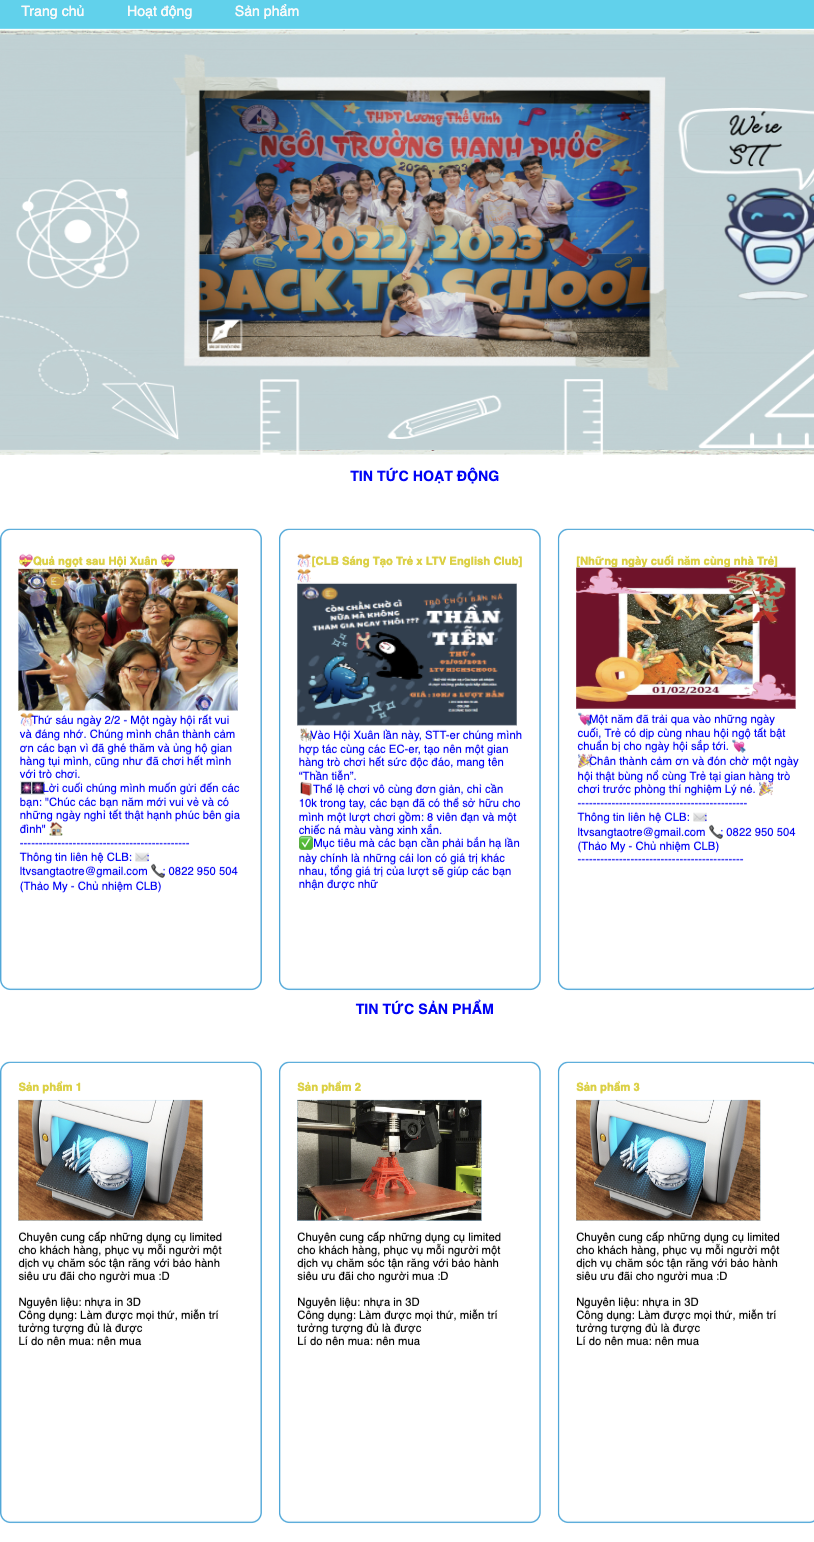 Trang chủ Hoạt động Sản phẩm
THPT Lương Thế Vinh
NGÔI TRƯỜNG HẠNH PHÚC
2022 - 2023
We're
STT
2022-2023
BACK TO SCHOOL
TIN TỨC HOẠT ĐỘNG
💝Quả ngọt sau Hội Xuân 💝
🎊Thứ sáu ngày 2/2 - Một ngày hội rất vui
và đáng nhớ. Chúng mình chân thành cảm
ơn các bạn vì đã ghé thăm và ủng hộ gian
hàng tụi mình, cũng như đã chơi hết mình
với trò chơi.
🎆🎆Lời cuối chúng mình muốn gửi đến các
bạn: "Chúc các bạn năm mới vui vẻ và có
những ngày nghỉ tết thật hạnh phúc bên gia
đình" 🏠
---------------------------------------------
Thông tin liên hệ CLB: ✉️:
ltvsangtaotre@gmail.com 📞: 0822 950 504
(Thảo My - Chủ nhiệm CLB)
🎊[CLB Sáng Tạo Trẻ x LTV English Club]
🎊
CÒN CHẦN CHỜ GÌ
NỮA MÀ KHÔNG
THAM GIA NGAY THÔI ???
TRÒ CHƠI BẮN NÁ
THẦN
TIỄN
THỨ 6
02/02/2024
LTV HIGHSCHOOL
GIÁ : 10K/ 8 LƯỢT BẮN
🎠Vào Hội Xuân lần này, STT-er chúng mình
hợp tác cùng các EC-er, tạo nên một gian
hàng trò chơi hết sức độc đáo, mang tên
“Thần tiễn”.
📕Thể lệ chơi vô cùng đơn giản, chỉ cần
10k trong tay, các bạn đã có thể sở hữu cho
mình một lượt chơi gồm: 8 viên đạn và một
chiếc ná màu vàng xinh xắn.
✅Mục tiêu mà các bạn cần phải bắn hạ lần
này chính là những cái lon có giá trị khác
nhau, tổng giá trị của lượt sẽ giúp các bạn
nhận được nhữ
[Những ngày cuối năm cùng nhà Trẻ]
01/02/2024
💘Một năm đã trải qua vào những ngày
cuối, Trẻ có dịp cùng nhau hội ngộ tất bật
chuẩn bị cho ngày hội sắp tới. 💘
🎉Chân thành cảm ơn và đón chờ một ngày
hội thật bùng nổ cùng Trẻ tại gian hàng trò
chơi trước phòng thí nghiệm Lý né. 🎉
---------------------------------------------
Thông tin liên hệ CLB: ✉️:
ltvsangtaotre@gmail.com 📞: 0822 950 504
(Thảo My - Chủ nhiệm CLB)
--------------------------------------------
TIN TỨC SẢN PHẨM
Sản phẩm 1
Chuyên cung cấp những dụng cụ limited
cho khách hàng, phục vụ mỗi người một
dịch vụ chăm sóc tận răng với bảo hành
siêu ưu đãi cho người mua :D
Nguyên liệu: nhựa in 3D
Công dụng: Làm được mọi thứ, miễn trí
tưởng tượng đủ là được
Lí do nên mua: nên mua
Sản phẩm 2
Chuyên cung cấp những dụng cụ limited
cho khách hàng, phục vụ mỗi người một
dịch vụ chăm sóc tận răng với bảo hành
siêu ưu đãi cho người mua :D
Nguyên liệu: nhựa in 3D
Công dụng: Làm được mọi thứ, miễn trí
tưởng tượng đủ là được
Lí do nên mua: nên mua
Sản phẩm 3
Chuyên cung cấp những dụng cụ limited
cho khách hàng, phục vụ mỗi người một
dịch vụ chăm sóc tận răng với bảo hành
siêu ưu đãi cho người mua :D
Nguyên liệu: nhựa in 3D
Công dụng: Làm được mọi thứ, miễn trí
tưởng tượng đủ là được
Lí do nên mua: nên mua